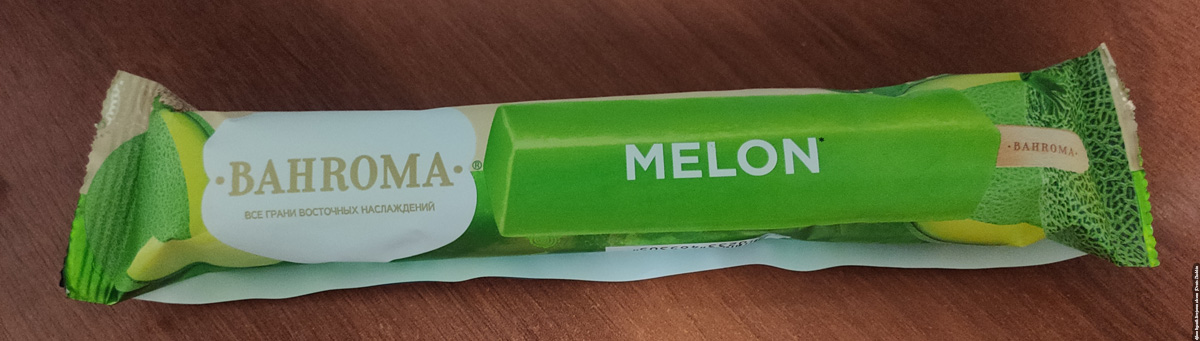 ·BAHROMA·®
ВСЕ ГРАНИ ВОСТОЧНЫХ НАСЛАЖДЕНИЙ
MELON*
·BAHROMA·